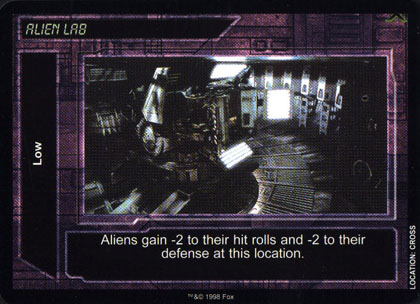 ALIEN LAB
Low
Aliens gain -2 to their hit rolls and -2 to their
defense at this location.
LOCATION: CROSS
™&© 1998 Fox